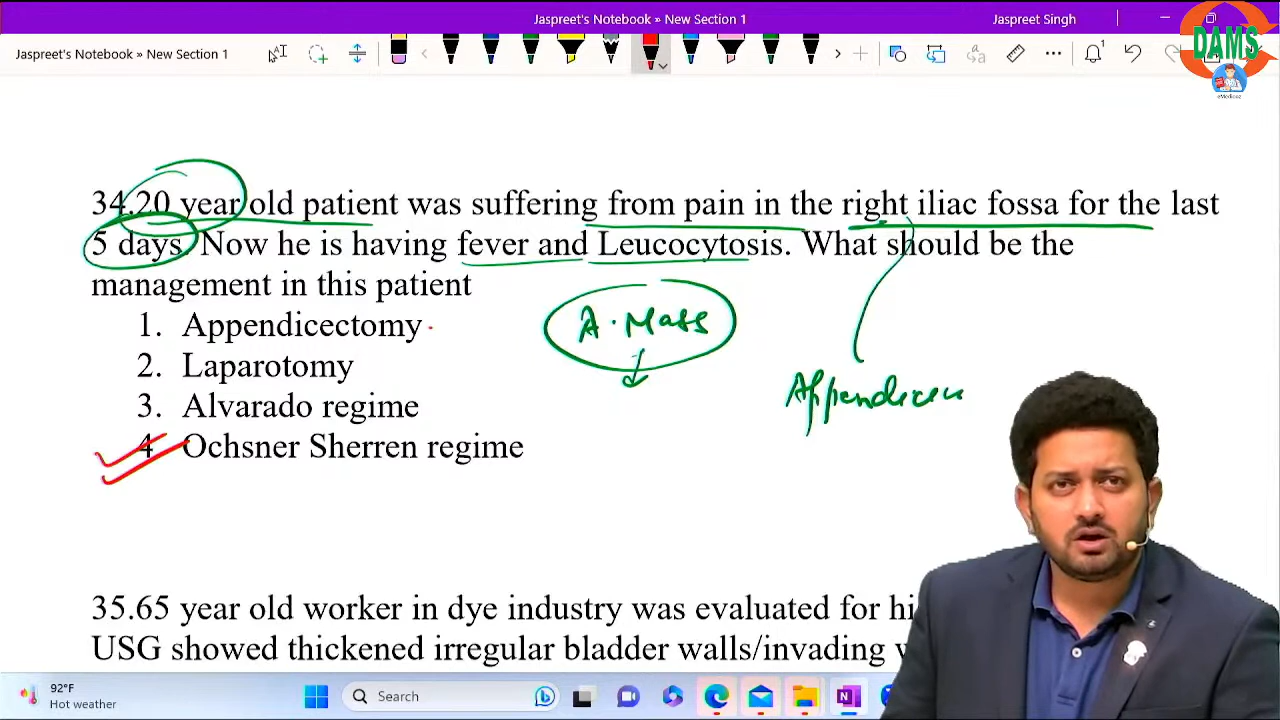 Jaspreet's Notebook » New Section 1
Jaspreet Singh
Jaspreet's Notebook » New Section 1
DAMS
eMedicoz
34.20 year old patient was suffering from pain in the right iliac fossa for the last
5 days. Now he is having fever and Leucocytosis. What should be the
management in this patient
1. Appendicectomy
A. Mass
2. Laparotomy
3. Alvarado regime
4 Ochsner Sherren regime
35.65 year old worker in dye industry was evaluated for
USG showed thickened irregular bladder walls/invading
92°F
Hot weather
Search